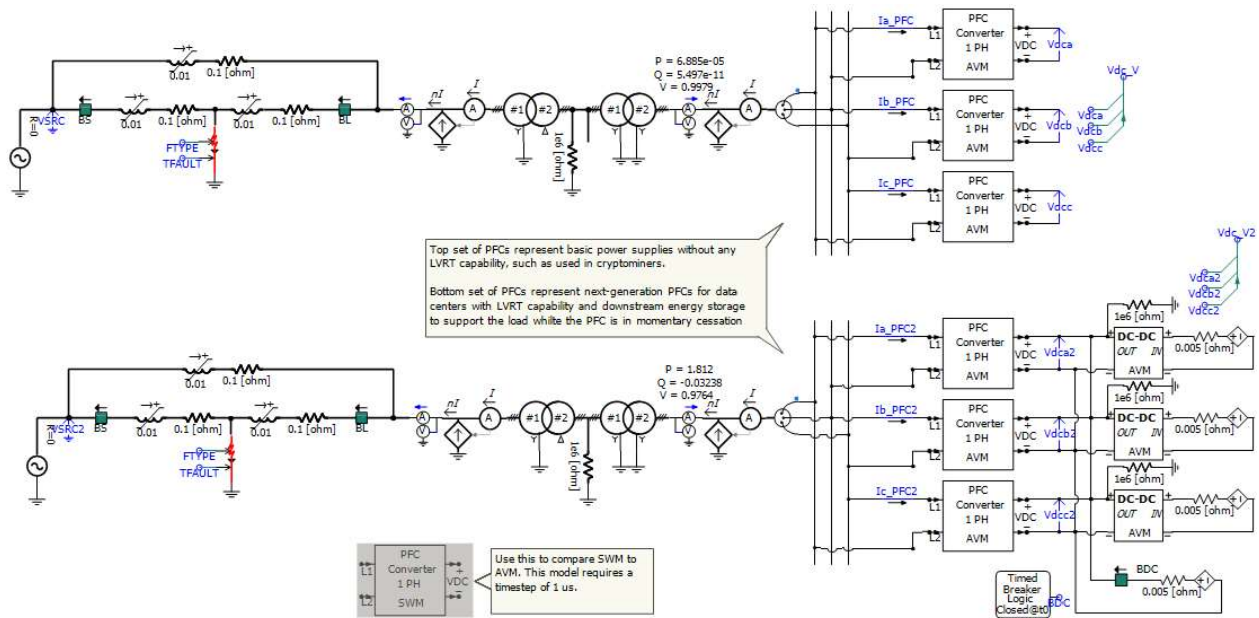 Ia_PFC
L1
L2
PFC
Converter
1 PH
AVM
+
VDC
−
Vdca
0.01
0.1 [ohm]
P = 6.885e-05
Q = 5.497e-11
V = 0.9979
R=0
VSRC
BS
0.01
0.1 [ohm]
0.01
0.1 [ohm]
BL
A
V
nI
I
A
#1
#2
1e6 [ohm]
#1
#2
A
V
nI
I
A
FTYPE
TFAULT
Ib_PFC
L1
L2
PFC
Converter
1 PH
AVM
+
VDC
−
Vdcb
Vdc_V
Vdca
Vdcb
Vdcc
Ic_PFC
L1
L2
PFC
Converter
1 PH
AVM
+
VDC
−
Vdcc
Top set of PFCs represent basic power supplies without any
LVRT capability, such as used in cryptominers.
Bottom set of PFCs represent next-generation PFCs for data
centers with LVRT capability and downstream energy storage
to support the load whilte the PFC is in momentary cessation
Vdc_V2
Vdca2
Vdcb2
Vdcc2
0.01
0.1 [ohm]
P = 1.812
Q = -0.03238
V = 0.9764
R=0
VSRC2
BS
0.01
0.1 [ohm]
0.01
0.1 [ohm]
BL
A
V
nI
I
A
#1
#2
1e6 [ohm]
#1
#2
A
V
nI
I
A
FTYPE
TFAULT
Ia_PFC2
L1
L2
PFC
Converter
1 PH
AVM
+
VDC
−
Vdca2
1e6 [ohm]
DC-DC
OUT IN
AVM
0.005 [ohm]
Ib_PFC2
L1
L2
PFC
Converter
1 PH
AVM
+
VDC
−
Vdcb2
1e6 [ohm]
DC-DC
OUT IN
AVM
0.005 [ohm]
Ic_PFC2
L1
L2
PFC
Converter
1 PH
AVM
+
VDC
−
Vdcc2
1e6 [ohm]
DC-DC
OUT IN
AVM
0.005 [ohm]
L1
L2
PFC
Converter
1 PH
SWM
+
VDC
−
Use this to compare SWM to
AVM. This model requires a
timestep of 1 us.
Timed
Breaker
Logic
Closed@t0
BDC
BDC
0.005 [ohm]